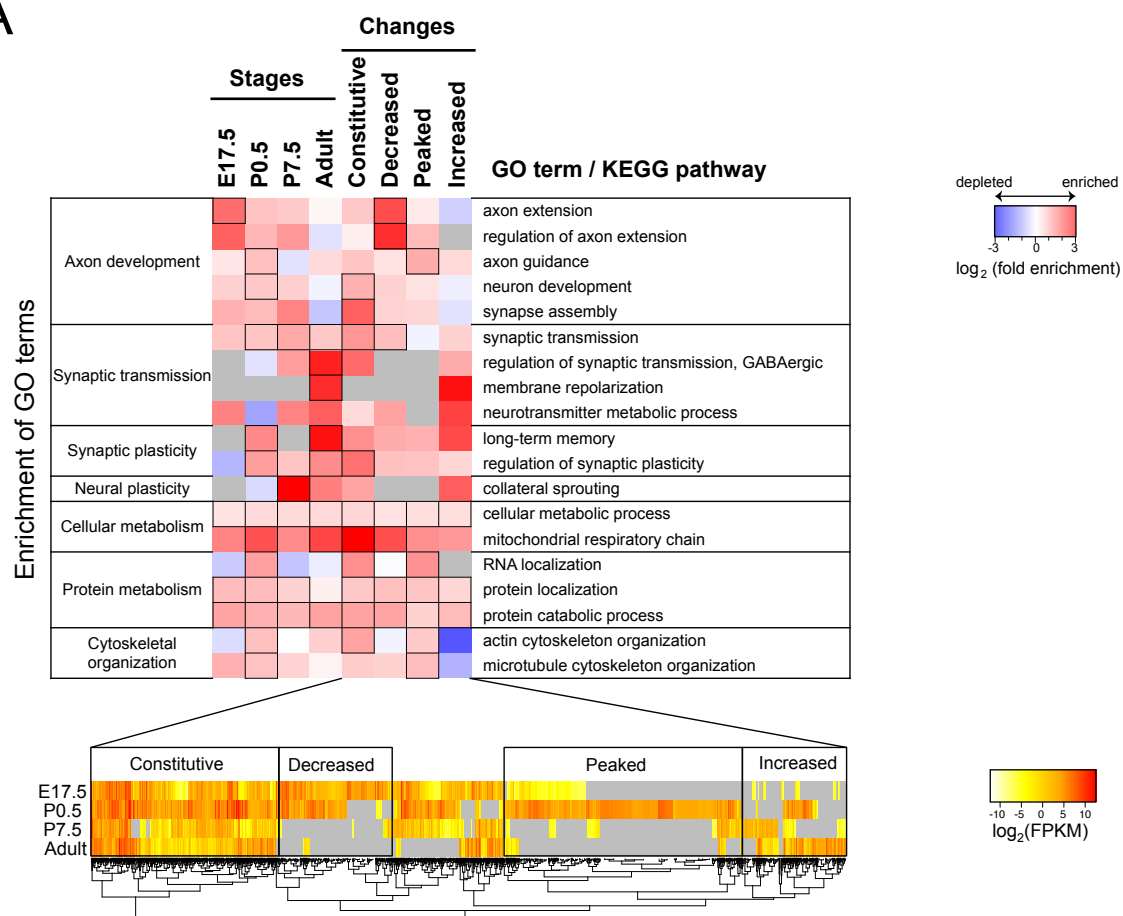 A
Changes
Stages
E17.5
P0.5
P7.5
Adult
Constitutive
Decreased
Peaked
Increased
GO term / KEGG pathway
depleted
enriched
-3
0
3
log2 (fold enrichment)
Enrichment of GO terms
Axon development
axon extension
regulation of axon extension
axon guidance
neuron development
synapse assembly
Synaptic transmission
synaptic transmission
regulation of synaptic transmission, GABAergic
membrane repolarization
neurotransmitter metabolic process
Synaptic plasticity
long-term memory
regulation of synaptic plasticity
Neural plasticity
collateral sprouting
Cellular metabolism
cellular metabolic process
mitochondrial respiratory chain
Protein metabolism
RNA localization
protein localization
protein catabolic process
Cytoskeletal
organization
actin cytoskeleton organization
microtubule cytoskeleton organization
Constitutive
Decreased
Peaked
Increased
E17.5
P0.5
P7.5
Adult
-10 -5 0 5 10
log2(FPKM)